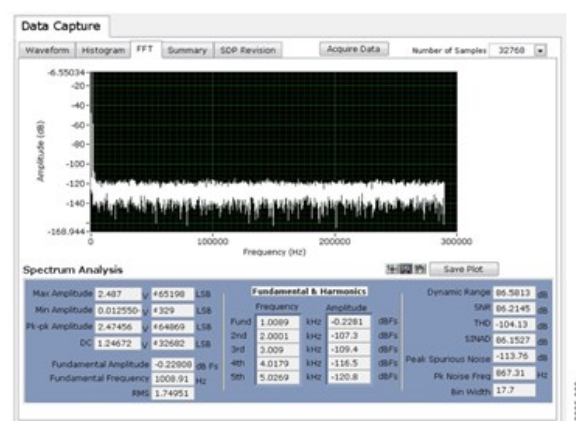 Data Capture
Waveform Histogram FFT Summary SDP Revision Acquire Data Number of Samples 32768
-6.55034
-20
-40
-60
-80
-100
-120
-140
-168.944
Amplitude (dB)
0 100000 200000 300000
Frequency (Hz)
Spectrum Analysis Save Plot
Max Amplitude 2.487 V #65198 LSB
Min Amplitude 0.012550 V #329 LSB
Pk-pk Amplitude 2.47456 V #64869 LSB
DC 1.24672 V #32682 LSB
Fundamental Amplitude -0.22808 dB Fs
Fundamental Frequency 1008.91 Hz
RMS 1.74951
Fundamental & Harmonics
Frequency Amplitude
Fund 1.0089 kHz -0.2281 dBFs
2nd 2.0001 kHz -107.3 dBFs
3rd 3.009 kHz -109.4 dBFs
4th 4.0179 kHz -116.5 dBFs
5th 5.0269 kHz -120.8 dBFs
Dynamic Range 86.5813 dB
SNR 86.2145 dB
THD -104.13 dB
SINAD 86.1527 dB
Peak Spurious Noise -113.76 dB
Pk Noise Freq 867.31 Hz
Bin Width 17.7